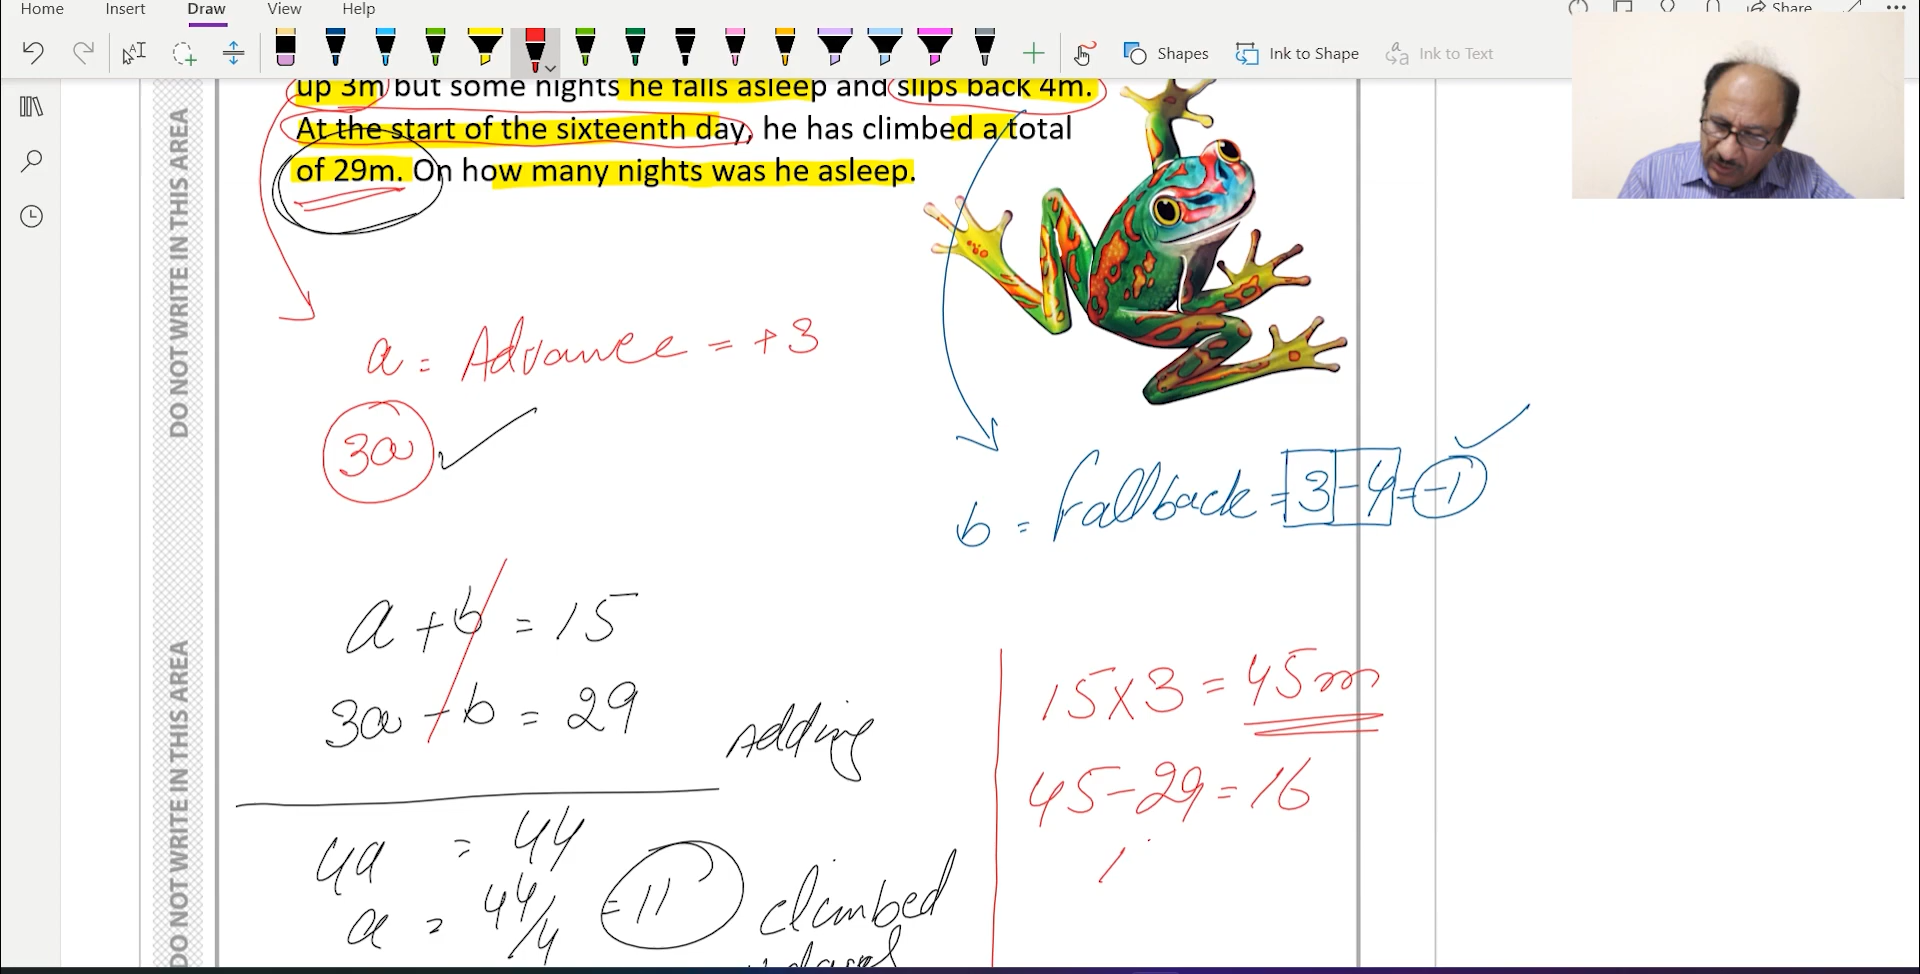 Home Insert Draw View Help Share
Shapes Ink to Shape Ink to Text
up 3m but some nights he falls asleep and slips back 4m.
At the start of the sixteenth day, he has climbed a total
of 29m. On how many nights was he asleep.
DO NOT WRITE IN THIS AREA
DO NOT WRITE IN THIS AREA
a = Advance = +3
3a
b = fallback = 3 - 4 = -1
a + b = 15
3a - b = 29
Adding
4a = 44
a = 44/4 = 11 climbed
15 x 3 = 45m
45 - 29 = 16